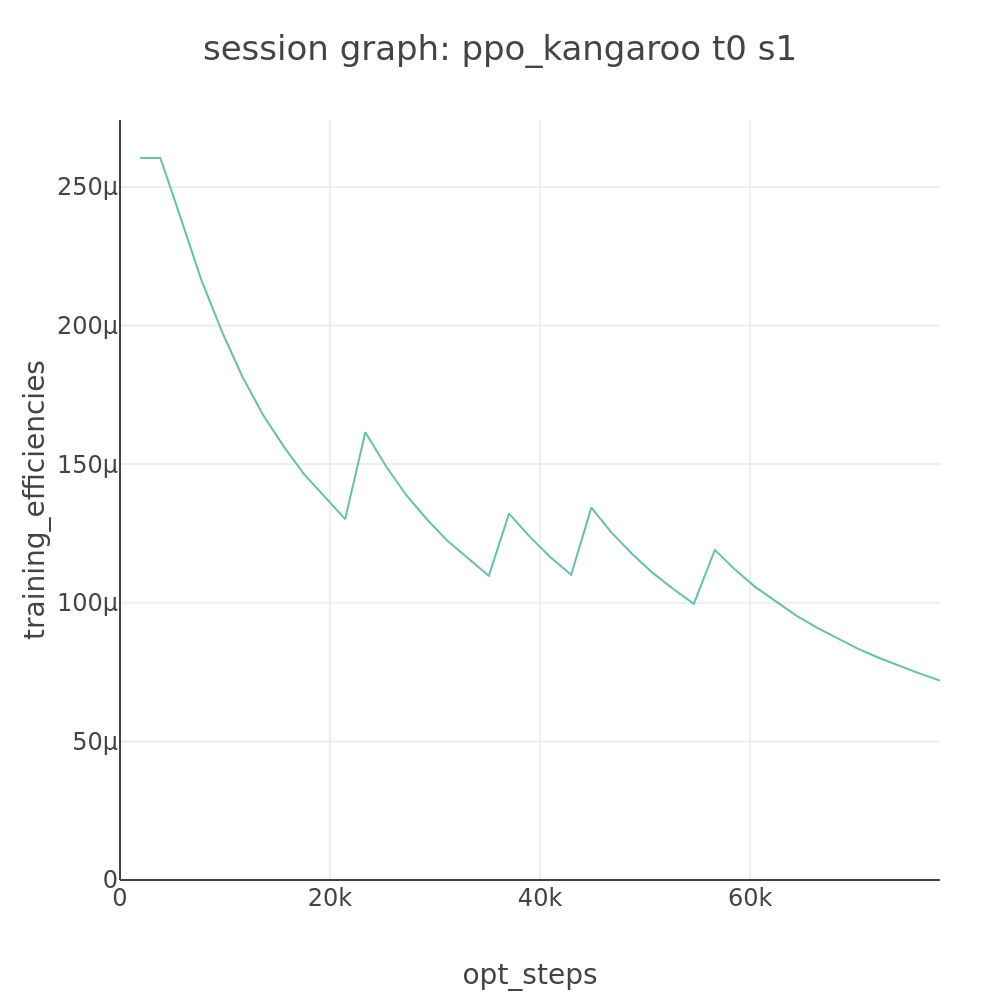 session graph: ppo_kangaroo t0 s1
training_efficiencies
250μ
200μ
150μ
100μ
50μ
0
0
20k
40k
60k
opt_steps